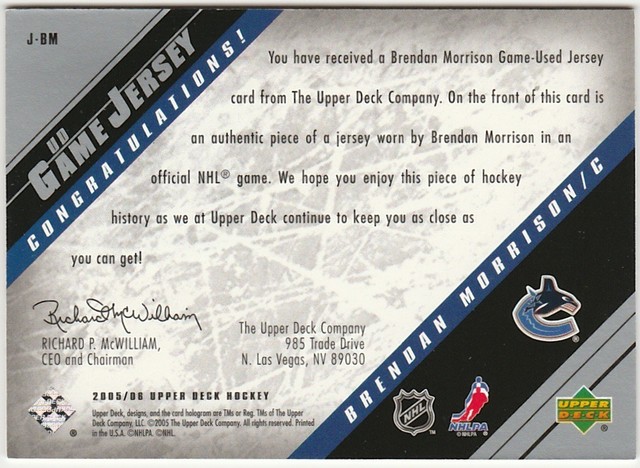 J-BM
UD
GAME JERSEY
CONGRATULATIONS!
You have received a Brendan Morrison Game-Used Jersey
card from The Upper Deck Company. On the front of this card is
an authentic piece of a jersey worn by Brendan Morrison in an
official NHL® game. We hope you enjoy this piece of hockey
history as we at Upper Deck continue to keep you as close as
you can get!
Richard McWilliam
RICHARD P. McWILLIAM,
CEO and Chairman
The Upper Deck Company
985 Trade Drive
N. Las Vegas, NV 89030
BRENDAN MORRISON/C
2005/06 UPPER DECK HOCKEY
Upper Deck, designs, and the card hologram are TMs or Reg. TMs of The Upper
Deck Company, LLC. ©2005 The Upper Deck Company. All rights reserved. Printed
in the U.S.A. ©NHLPA. ©NHL.
®
®
NHL
TM
NHLPA
©NHLPA
UPPER
DECK
®